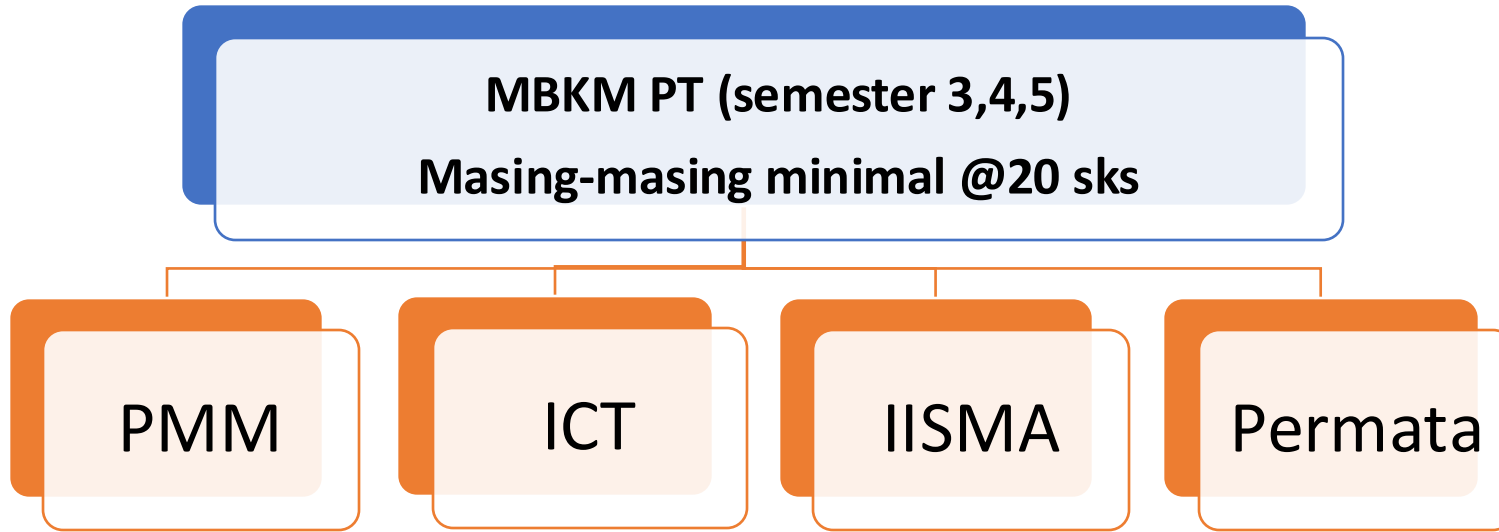 MBKM PT (semester 3,4,5)
Masing-masing minimal @20 sks
PMM
ICT
IISMA
Permata